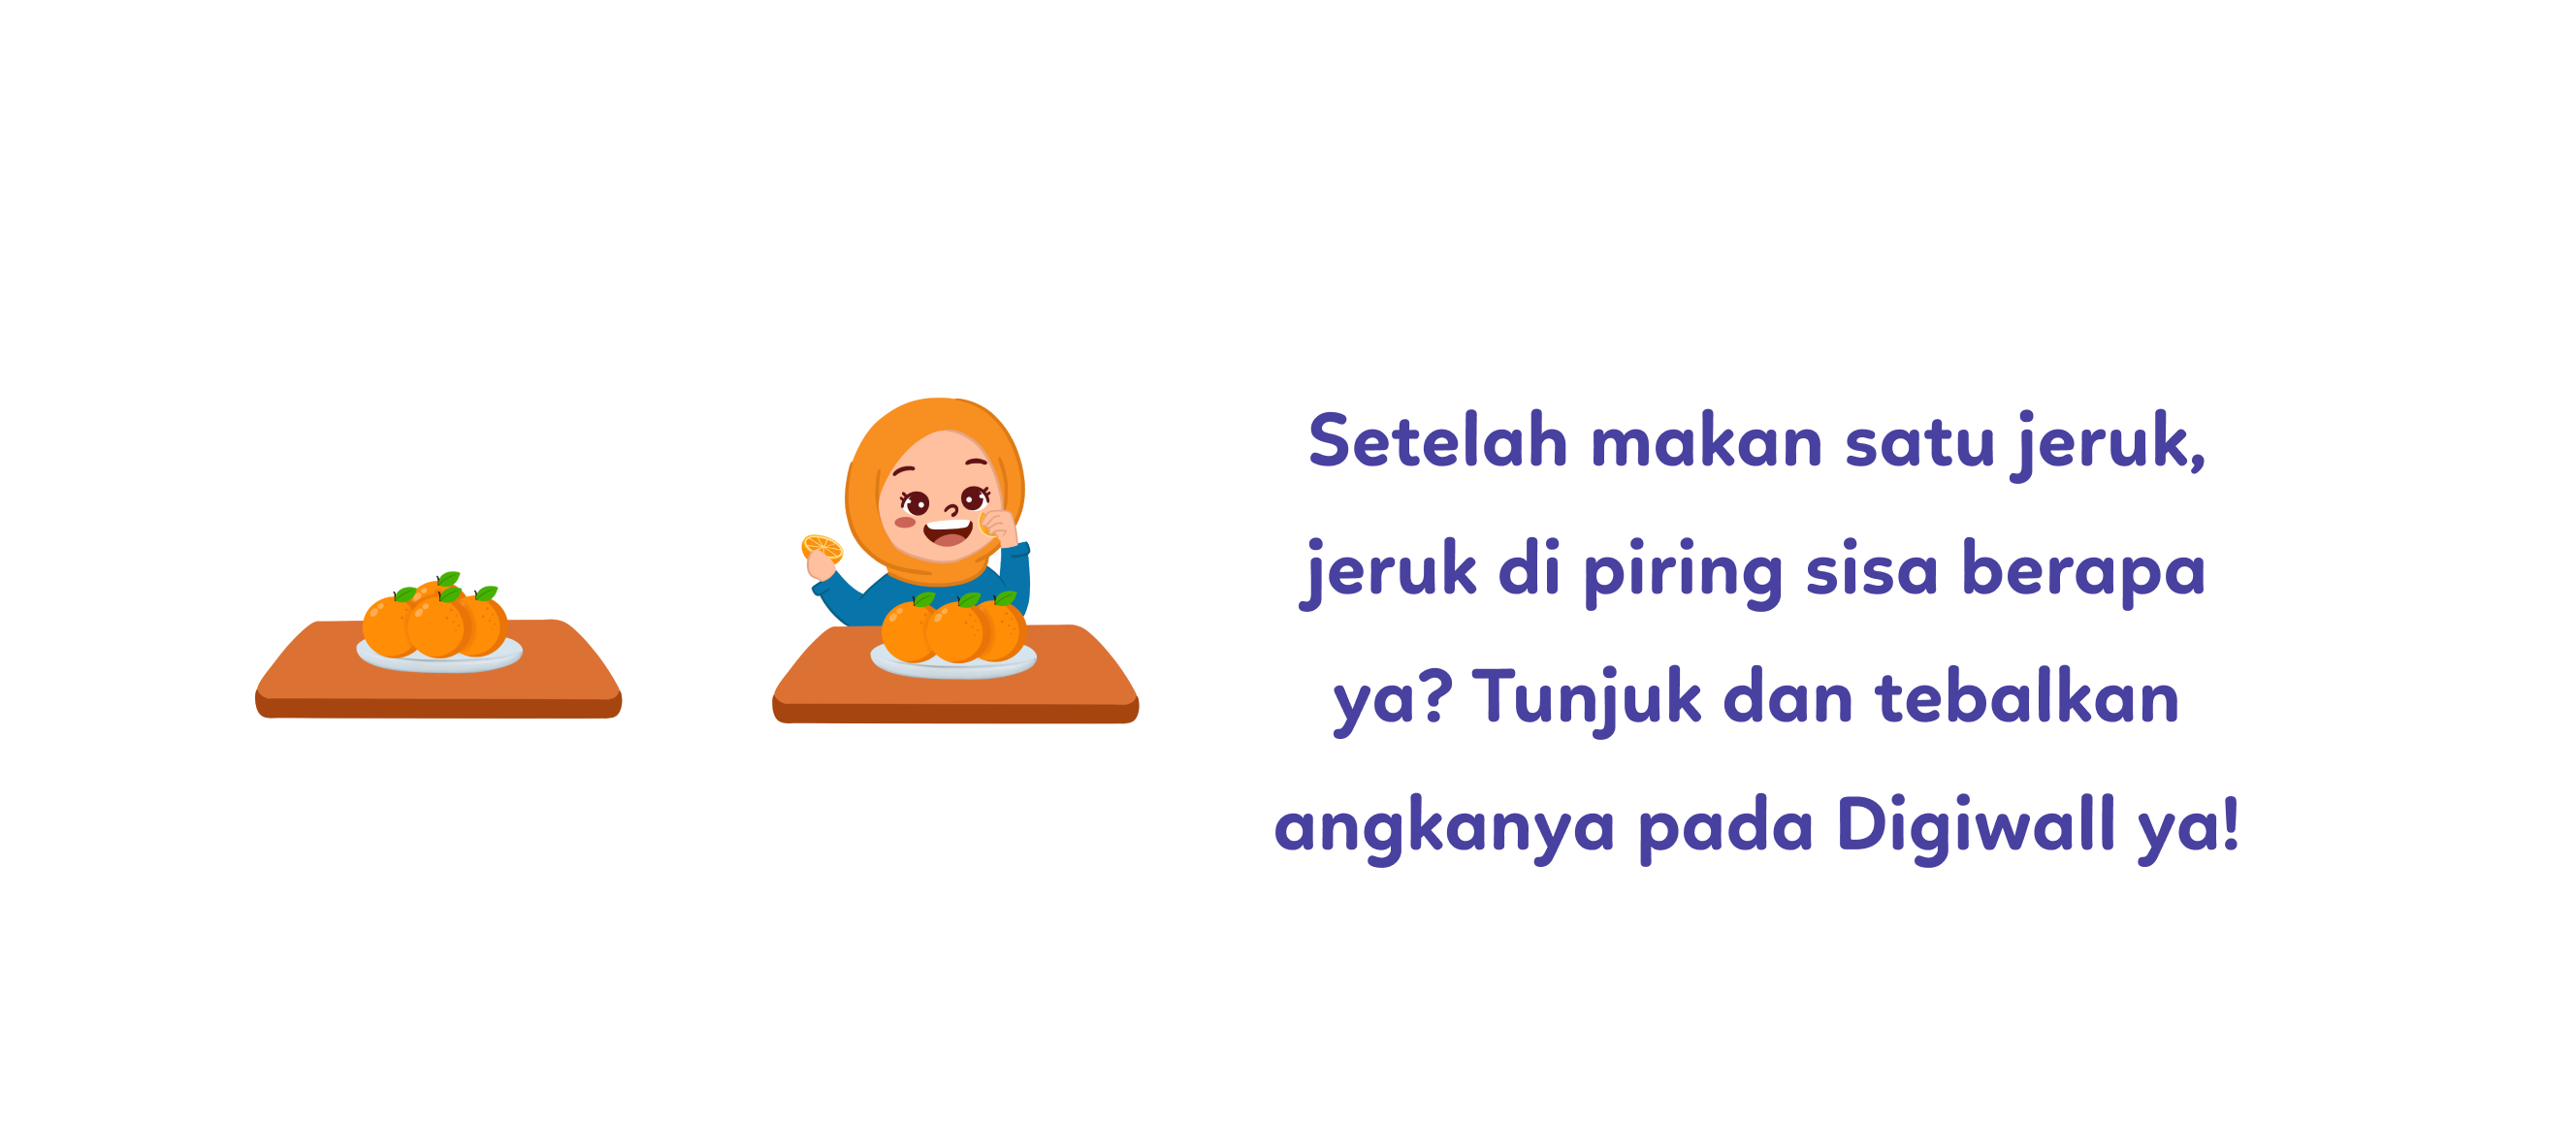 Setelah makan satu jeruk,
jeruk di piring sisa berapa
ya? Tunjuk dan tebalkan
angkanya pada Digiwall ya!